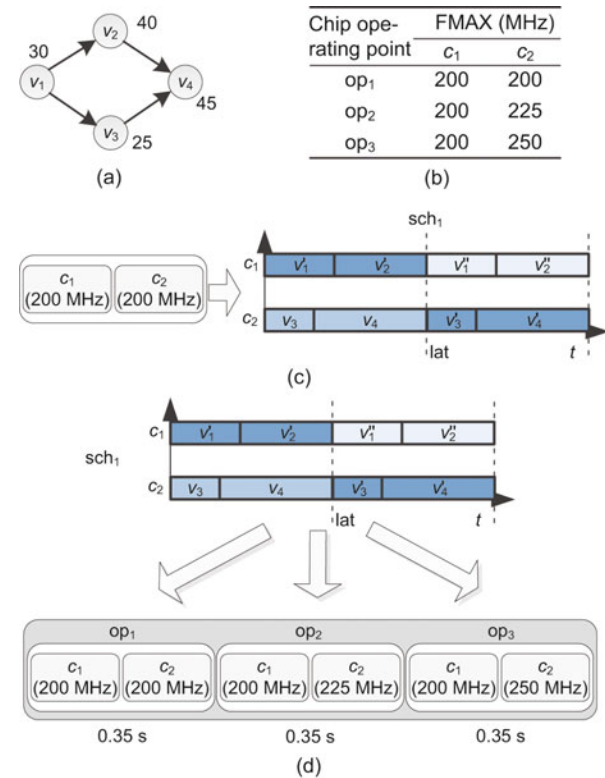 30
v₁
v₂
40
v₃
25
v₄
45
(a)
Chip ope-
rating point
FMAX (MHz)
c₁ c₂
op₁ 200 200
op₂ 200 225
op₃ 200 250
(b)
sch₁
c₁
(200 MHz)
c₂
(200 MHz)
c₁ v'₁ v'₂ v"₁ v"₂
c₂ v₃ v₄ v'₃ v'₄
lat t
(c)
sch₁
c₁ v'₁ v'₂ v"₁ v"₂
c₂ v₃ v₄ v'₃ v'₄
lat t
op₁ op₂ op₃
c₁ c₂ c₁ c₂ c₁ c₂
(200 MHz) (200 MHz) (200 MHz) (225 MHz) (200 MHz) (250 MHz)
0.35 s 0.35 s 0.35 s
(d)